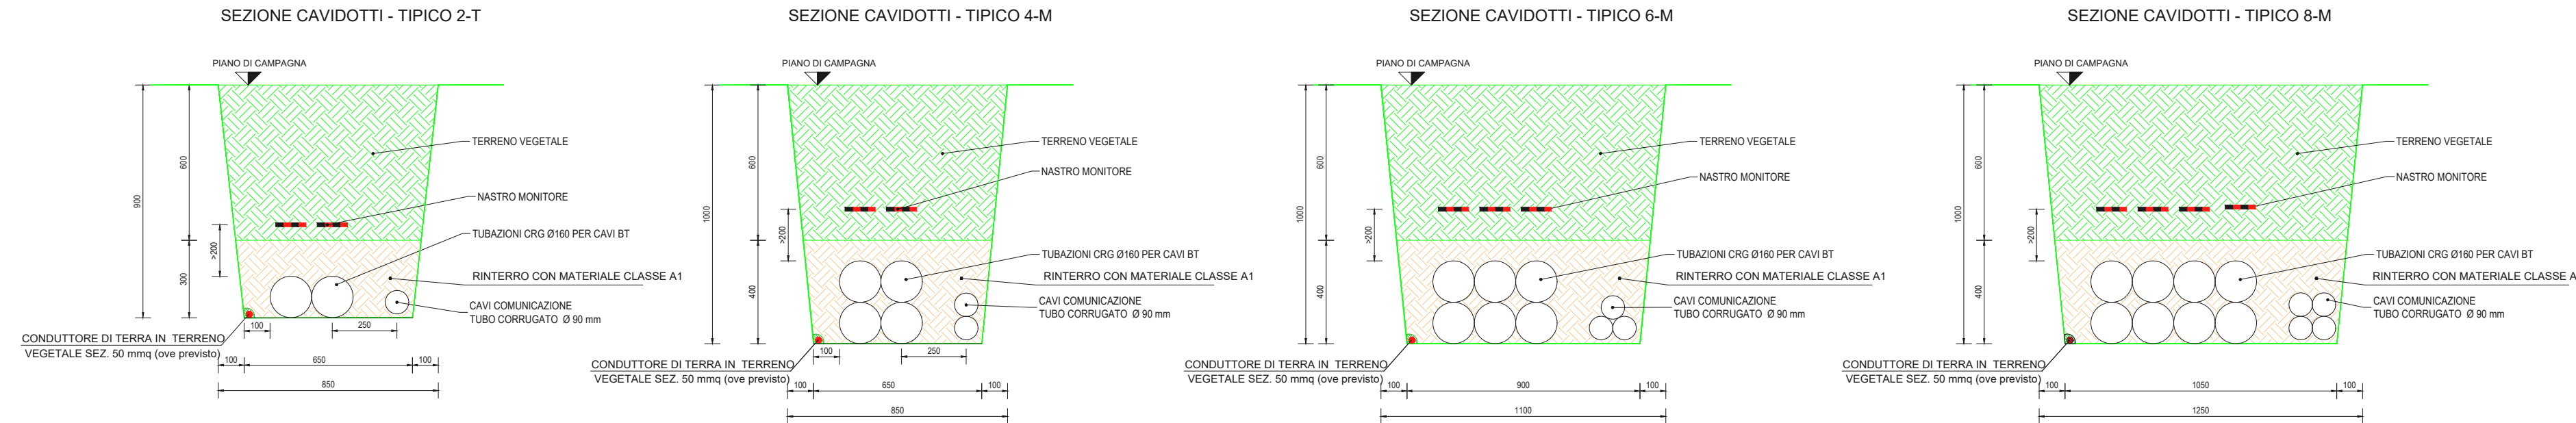 SEZIONE CAVIDOTTI - TIPICO 2-T
PIANO DI CAMPAGNA
TERRENO VEGETALE
600
900
NASTRO MONITORE
TUBAZIONI CRG Ø160 PER CAVI BT
>200
300
RINTERRO CON MATERIALE CLASSE A1
CAVI COMUNICAZIONE
TUBO CORRUGATO Ø 90 mm
100
250
CONDUTTORE DI TERRA IN TERRENO
VEGETALE SEZ. 50 mmq (ove previsto)
100
650
100
850
SEZIONE CAVIDOTTI - TIPICO 4-M
PIANO DI CAMPAGNA
TERRENO VEGETALE
600
NASTRO MONITORE
1000
>200
TUBAZIONI CRG Ø160 PER CAVI BT
RINTERRO CON MATERIALE CLASSE A1
400
CAVI COMUNICAZIONE
TUBO CORRUGATO Ø 90 mm
100
250
CONDUTTORE DI TERRA IN TERRENO
VEGETALE SEZ. 50 mmq (ove previsto)
100
650
100
850
SEZIONE CAVIDOTTI - TIPICO 6-M
PIANO DI CAMPAGNA
TERRENO VEGETALE
600
NASTRO MONITORE
1000
>200
TUBAZIONI CRG Ø160 PER CAVI BT
RINTERRO CON MATERIALE CLASSE A1
400
CAVI COMUNICAZIONE
TUBO CORRUGATO Ø 90 mm
CONDUTTORE DI TERRA IN TERRENO
VEGETALE SEZ. 50 mmq (ove previsto)
100
900
100
1100
SEZIONE CAVIDOTTI - TIPICO 8-M
PIANO DI CAMPAGNA
TERRENO VEGETALE
600
NASTRO MONITORE
1000
>200
TUBAZIONI CRG Ø160 PER CAVI BT
RINTERRO CON MATERIALE CLASSE A
400
CAVI COMUNICAZIONE
TUBO CORRUGATO Ø 90 mm
CONDUTTORE DI TERRA IN TERRENO
VEGETALE SEZ. 50 mmq (ove previsto)
100
1050
100
1250